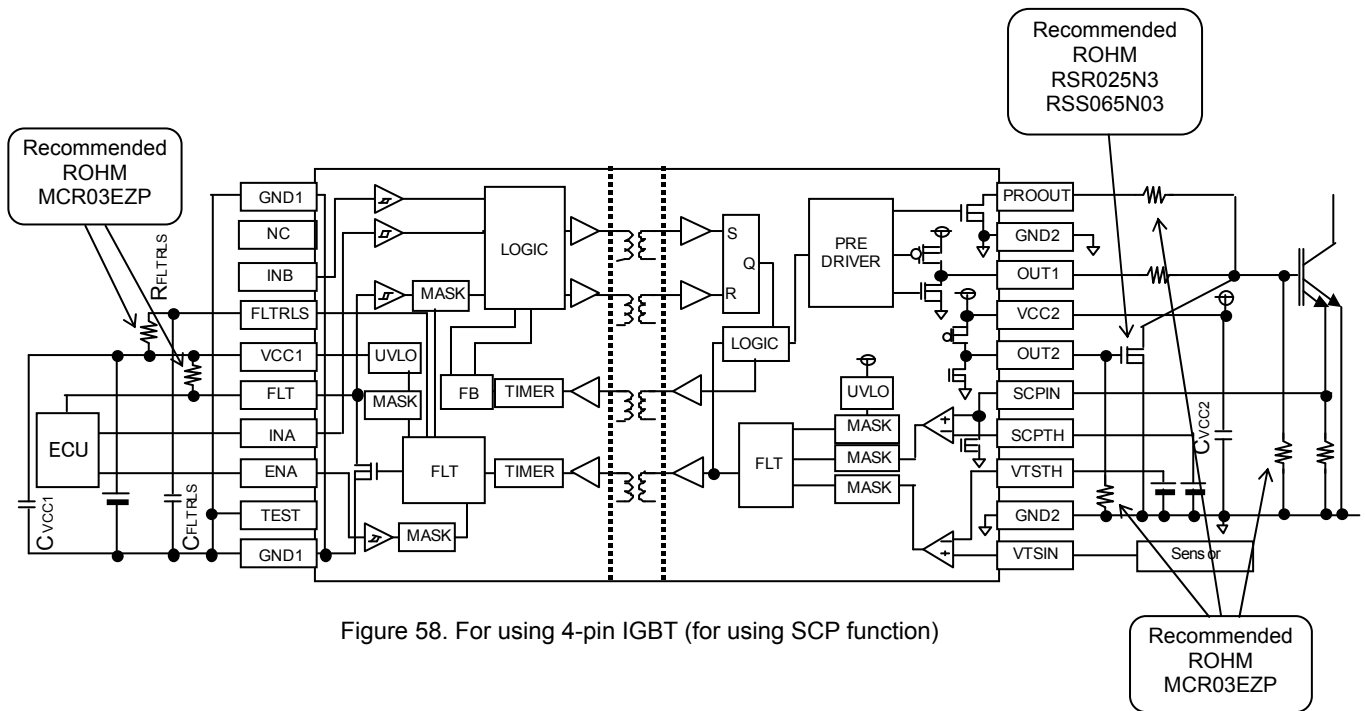 Recommended
ROHM
RSR025N3
RSS065N03
Recommended
ROHM
MCR03EZP
GND1
NC
INB
FLTRLS
VCC1
FLT
INA
ENA
TEST
GND1
RFLTRLS
ECU
CVCC1
CFLTRLS
LOGIC
MASK
UVLO
MASK
FB
TIMER
FLT
TIMER
MASK
S
Q
R
PRE
DRIVER
LOGIC
UVLO
MASK
MASK
MASK
FLT
+
-
+
-
PROOUT
GND2
OUT1
VCC2
OUT2
SCPIN
SCPTH
VTSTH
GND2
VTSIN
CVCC2
Sensor
Figure 58. For using 4-pin IGBT (for using SCP function)
Recommended
ROHM
MCR03EZP